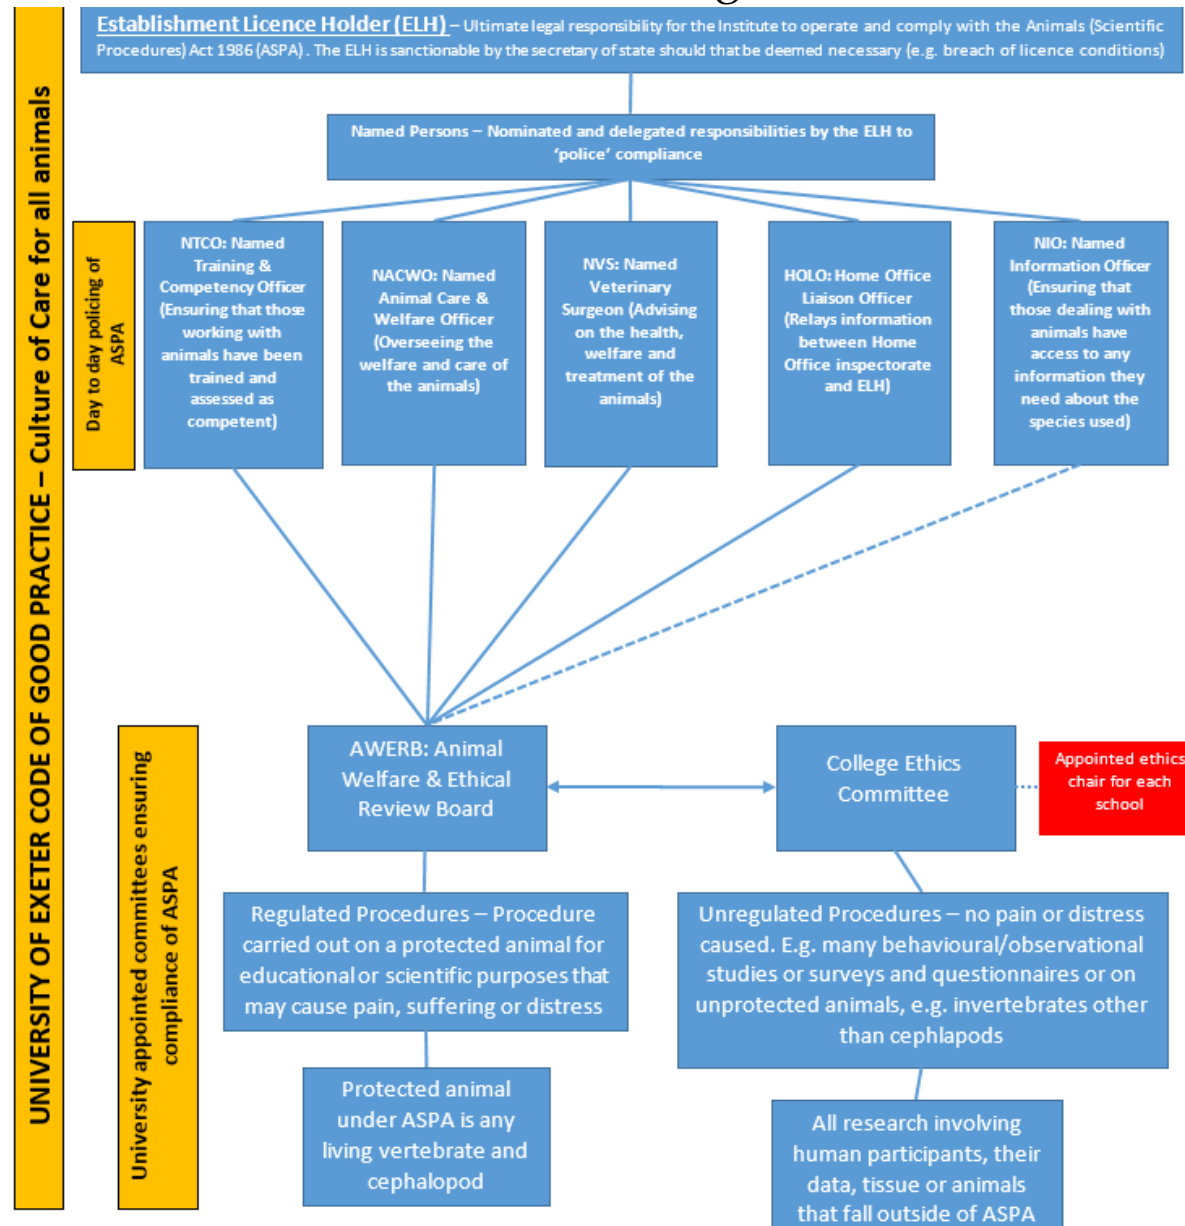 Establishment Licence Holder (ELH) – Ultimate legal responsibility for the Institute to operate and comply with the Animals (Scientific
Procedures) Act 1986 (ASPA) . The ELH is sanctionable by the secretary of state should that be deemed necessary (e.g. breach of licence conditions)
UNIVERSITY OF EXETER CODE OF GOOD PRACTICE – Culture of Care for all animals
Named Persons – Nominated and delegated responsibilities by the ELH to
‘police’ compliance
Day to day policing of
ASPA
NTCO: Named
Training &
Competency Officer
(Ensuring that those
working with
animals have been
trained and
assessed as
competent)
NACWO: Named
Animal Care &
Welfare Officer
(Overseeing the
welfare and care of
the animals)
NVS: Named
Veterinary
Surgeon (Advising
on the health,
welfare and
treatment of the
animals)
HOLO: Home Office
Liaison Officer
(Relays information
between Home
Office inspectorate
and ELH)
NIO: Named
Information Officer
(Ensuring that
those dealing with
animals have
access to any
information they
need about the
species used)
University appointed committees ensuring
compliance of ASPA
AWERB: Animal
Welfare & Ethical
Review Board
College Ethics
Committee
Appointed ethics
chair for each
school
Regulated Procedures – Procedure
carried out on a protected animal for
educational or scientific purposes that
may cause pain, suffering or distress
Unregulated Procedures – no pain or distress
caused. E.g. many behavioural/observational
studies or surveys and questionnaires or on
unprotected animals, e.g. invertebrates other
than cephlapods
Protected animal
under ASPA is any
living vertebrate and
cephalopod
All research involving
human participants, their
data, tissue or animals
that fall outside of ASPA